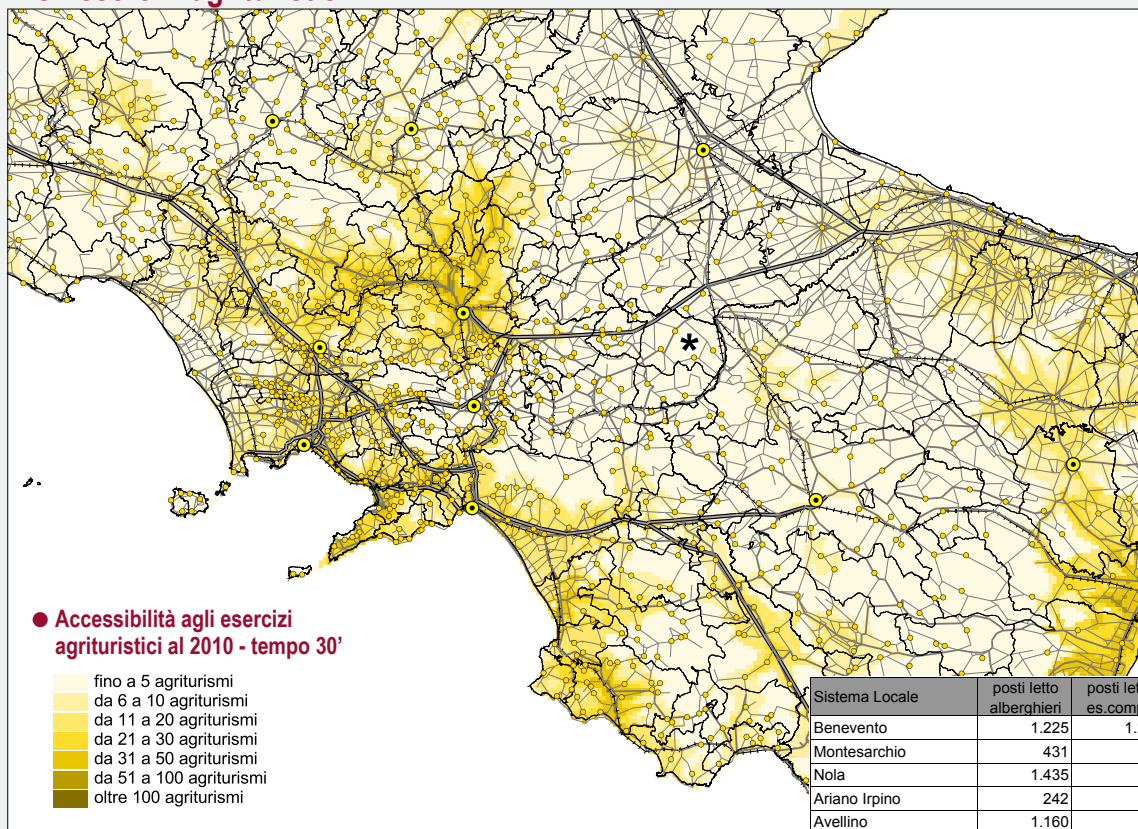 ● Accessibilità agli esercizi
agrituristici al 2010 - tempo 30’
fino a 5 agriturismi
da 6 a 10 agriturismi
da 11 a 20 agriturismi
da 21 a 30 agriturismi
da 31 a 50 agriturismi
da 51 a 100 agriturismi
oltre 100 agriturismi
*
Sistema Locale posti letto alberghieri posti
Benevento 1.225
Montesarchio 431
Nola 1.435
Ariano Irpino 242
Avellino 1.160